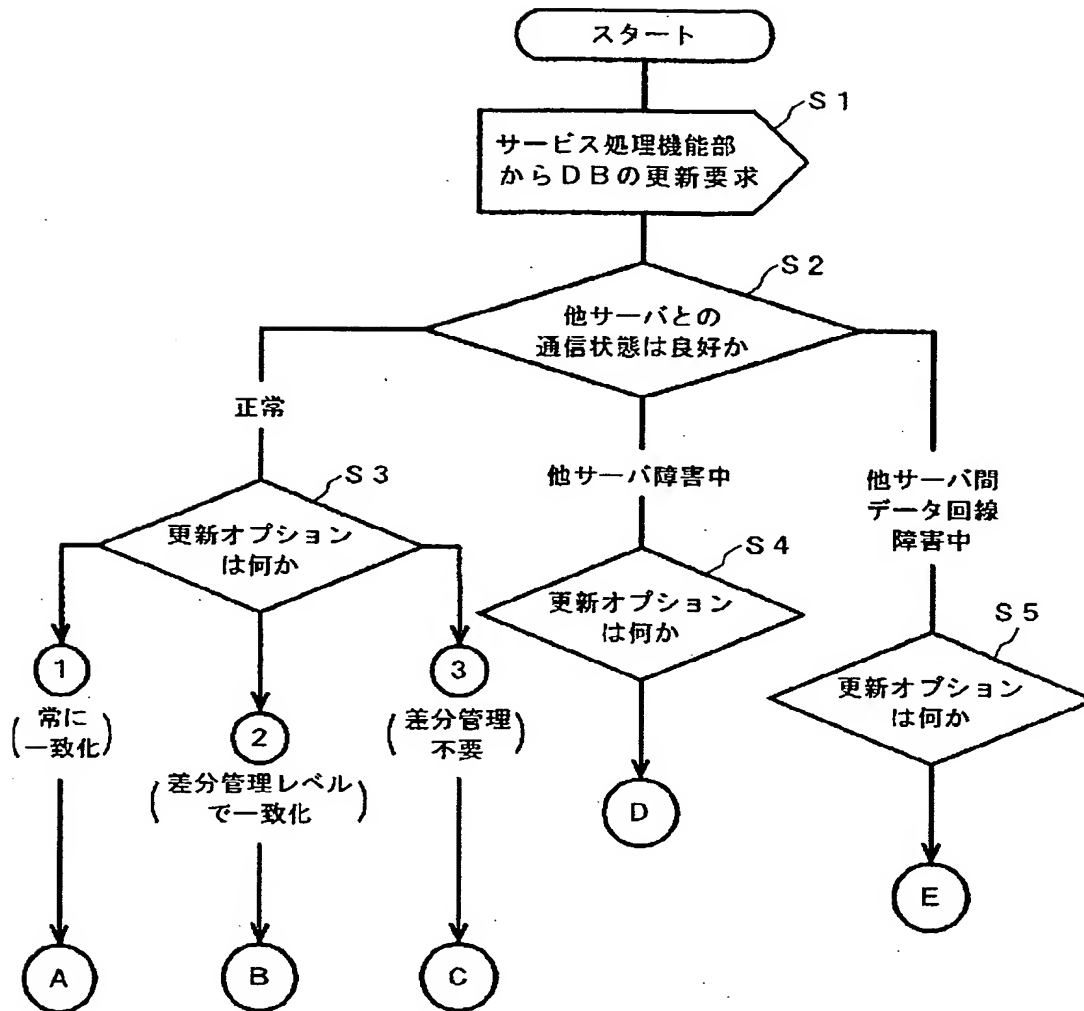 スタート
S1
サービス処理機能部
からDBの更新要求
S2
他サーバとの
通信状態は良好か
正常
他サーバ障害中
他サーバ間
データ回線
障害中
S3
更新オプション
は何か
S4
更新オプション
は何か
S5
更新オプション
は何か
1
(常に
一致化)
2
(差分管理レベル
で一致化)
3
(差分管理
不要)
D
E
A
B
C